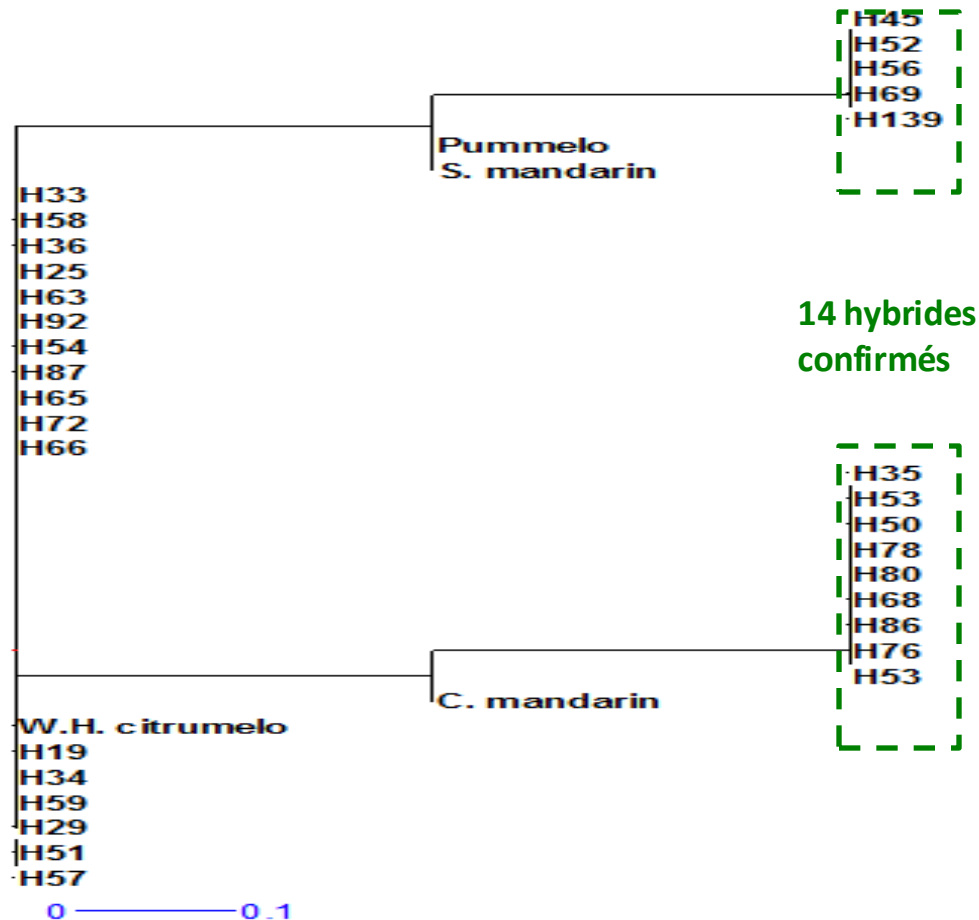 H45
H52
H56
H69
H139
Pummelo
S. mandarin
H33
H58
H36
H25
H63
H92
H54
H87
H65
H72
H66
14 hybrides
confirmés
H35
H53
H50
H78
H80
H68
H86
H76
H53
C. mandarin
W.H. citrumelo
H19
H34
H59
H29
H51
H57
0 0.1